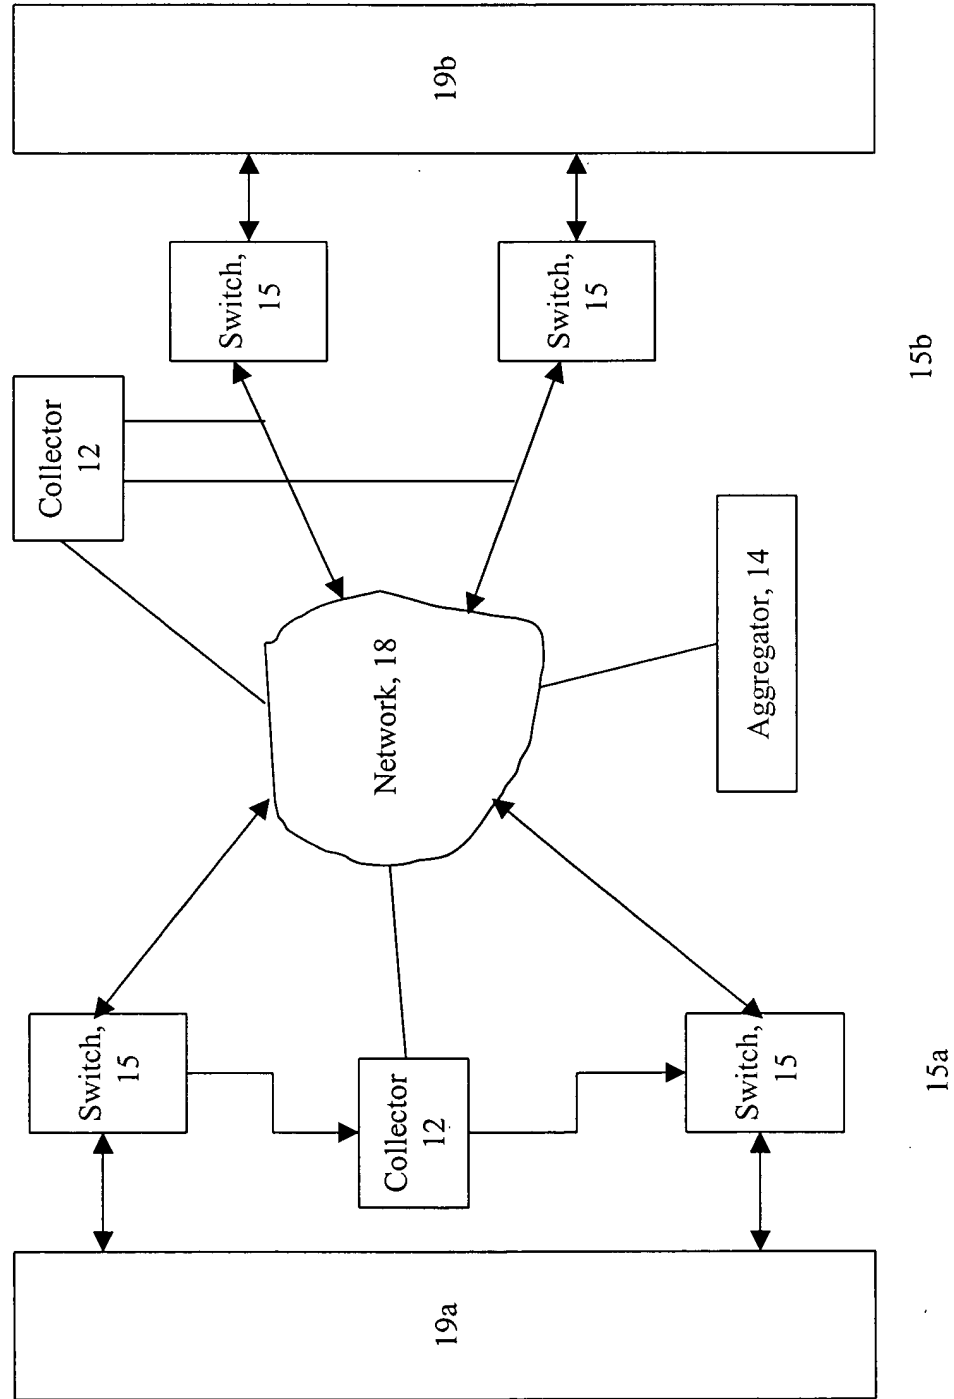 19b
Switch,
15
Switch,
15
Collector
12
15b
Network, 18
Aggregator, 14
Switch,
15
Collector
12
Switch,
15
15a
19a